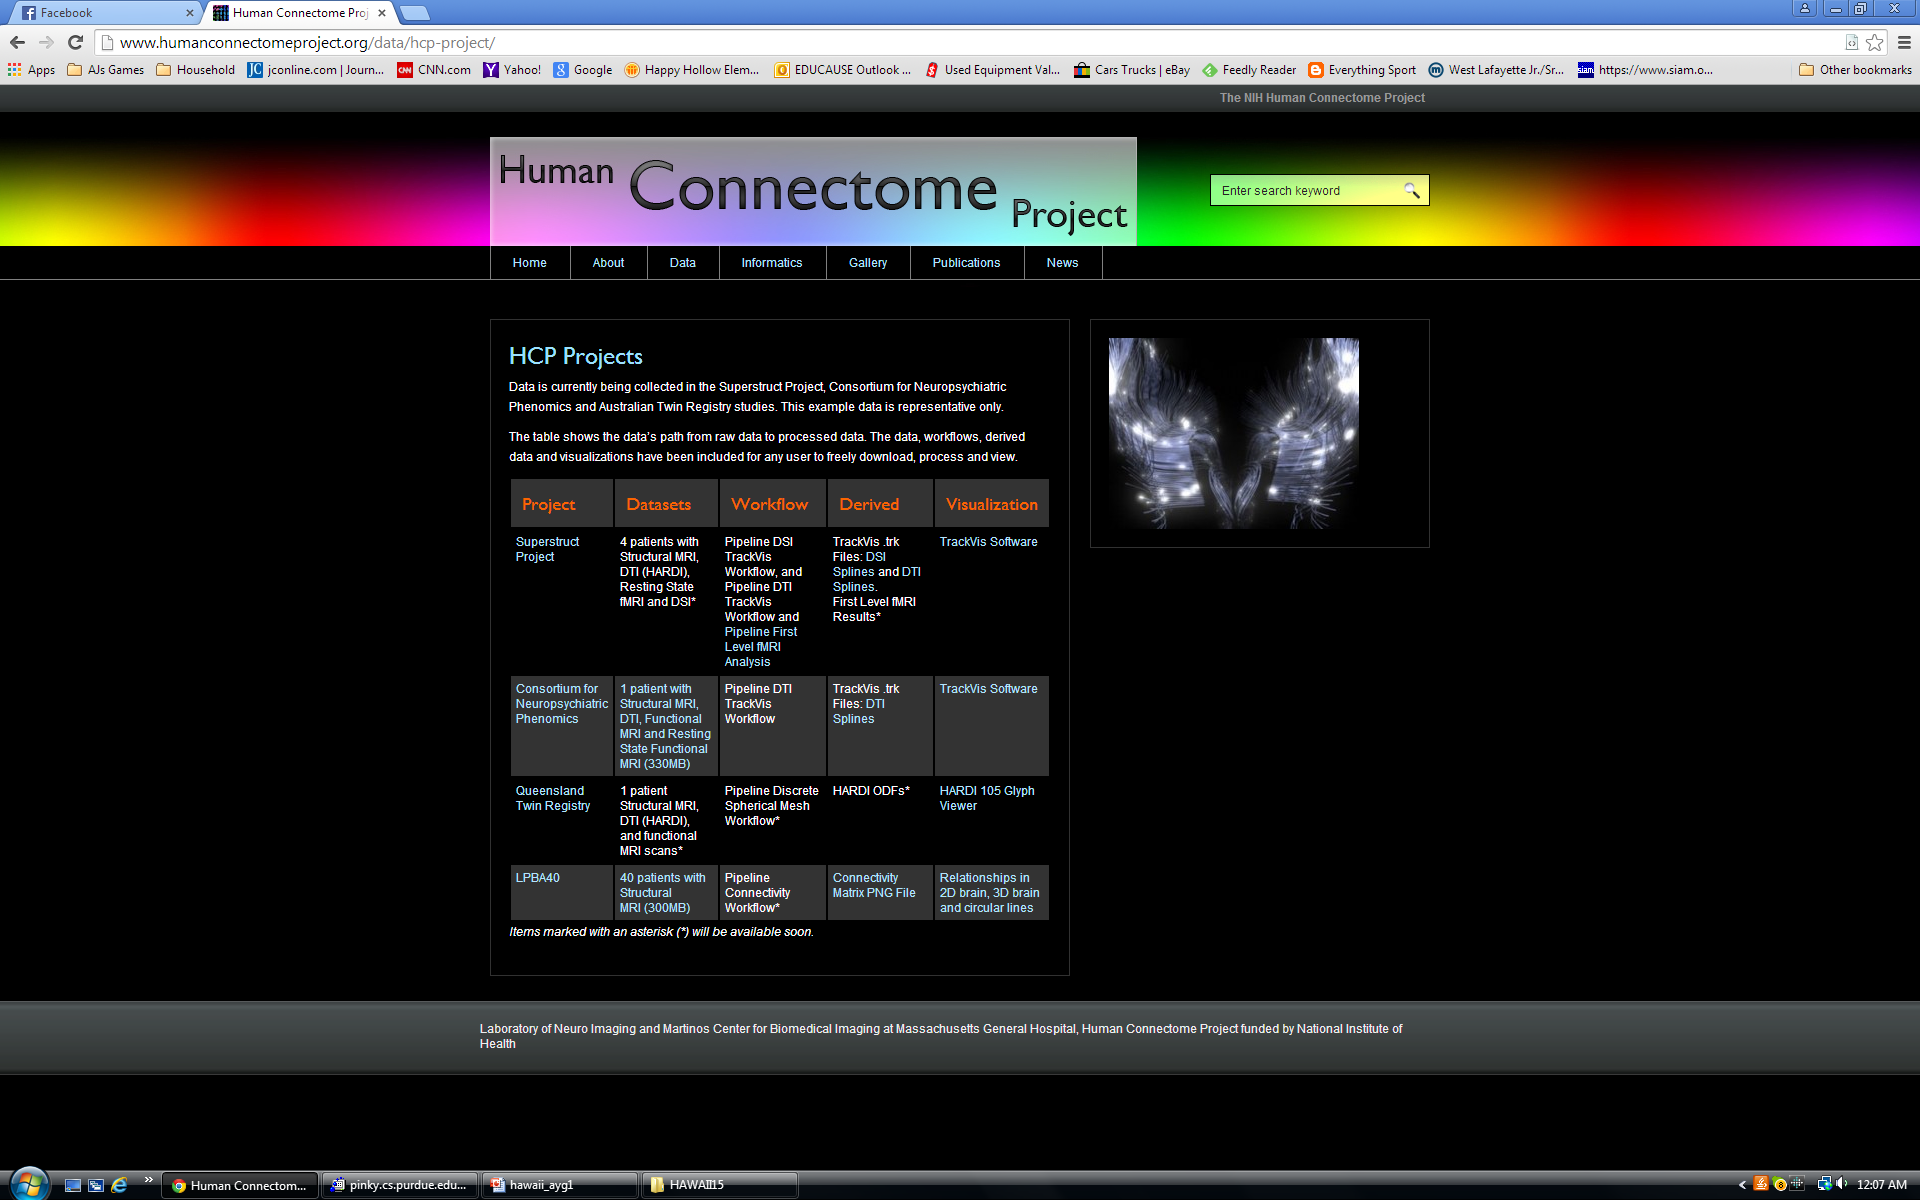 Facebook
Human Connectome Proj
www.humanconnectomeproject.org/data/hcp-project/
Apps AJs Games Household jconline.com | Journ... CNN.com Yahoo! Google Happy Hollow Elem... EDUCAUSE Outlook ... Used Equipment Val... Cars Trucks | eBay Feedly Reader Everything Sport West Lafayette Jr./Sr... https://www.siam.o... Other bookmarks
The NIH Human Connectome Project
Human Connectome Project
Enter search keyword
Home About Data Informatics Gallery Publications News
HCP Projects
Data is currently being collected in the Superstruct Project, Consortium for Neuropsychiatric
Phenomics and Australian Twin Registry studies. This example data is representative only.
The table shows the data's path from raw data to processed data. The data, workflows, derived
data and visualizations have been included for any user to freely download, process and view.
Project Datasets Workflow Derived Visualization
Superstruct
Project
4 patients with
Structural MRI,
DTI (HARDI),
Resting State
fMRI and DSI*
Pipeline DSI
TrackVis
Workflow, and
Pipeline DTI
TrackVis
Workflow and
Pipeline First
Level fMRI
Analysis
TrackVis .trk
Files: DSI
Splines and DTI
Splines.
First Level fMRI
Results*
TrackVis Software
Consortium for
Neuropsychiatric
Phenomics
1 patient with
Structural MRI,
DTI, Functional
MRI and Resting
State Functional
MRI (330MB)
Pipeline DTI
TrackVis
Workflow
TrackVis .trk
Files: DTI
Splines
TrackVis Software
Queensland
Twin Registry
1 patient
Structural MRI,
DTI (HARDI),
and functional
MRI scans*
Pipeline Discrete
Spherical Mesh
Workflow*
HARDI ODFs*
HARDI 105 Glyph
Viewer
LPBA40
40 patients with
Structural
MRI (300MB)
Pipeline
Connectivity
Workflow*
Connectivity
Matrix PNG File
Relationships in
2D brain, 3D brain
and circular lines
Items marked with an asterisk (*) will be available soon.
Laboratory of Neuro Imaging and Martinos Center for Biomedical Imaging at Massachusetts General Hospital, Human Connectome Project funded by National Institute of
Health
Human Connectom... pinky.cs.purdue.edu... hawaii_ayg1 HAWAII15 12:07 AM